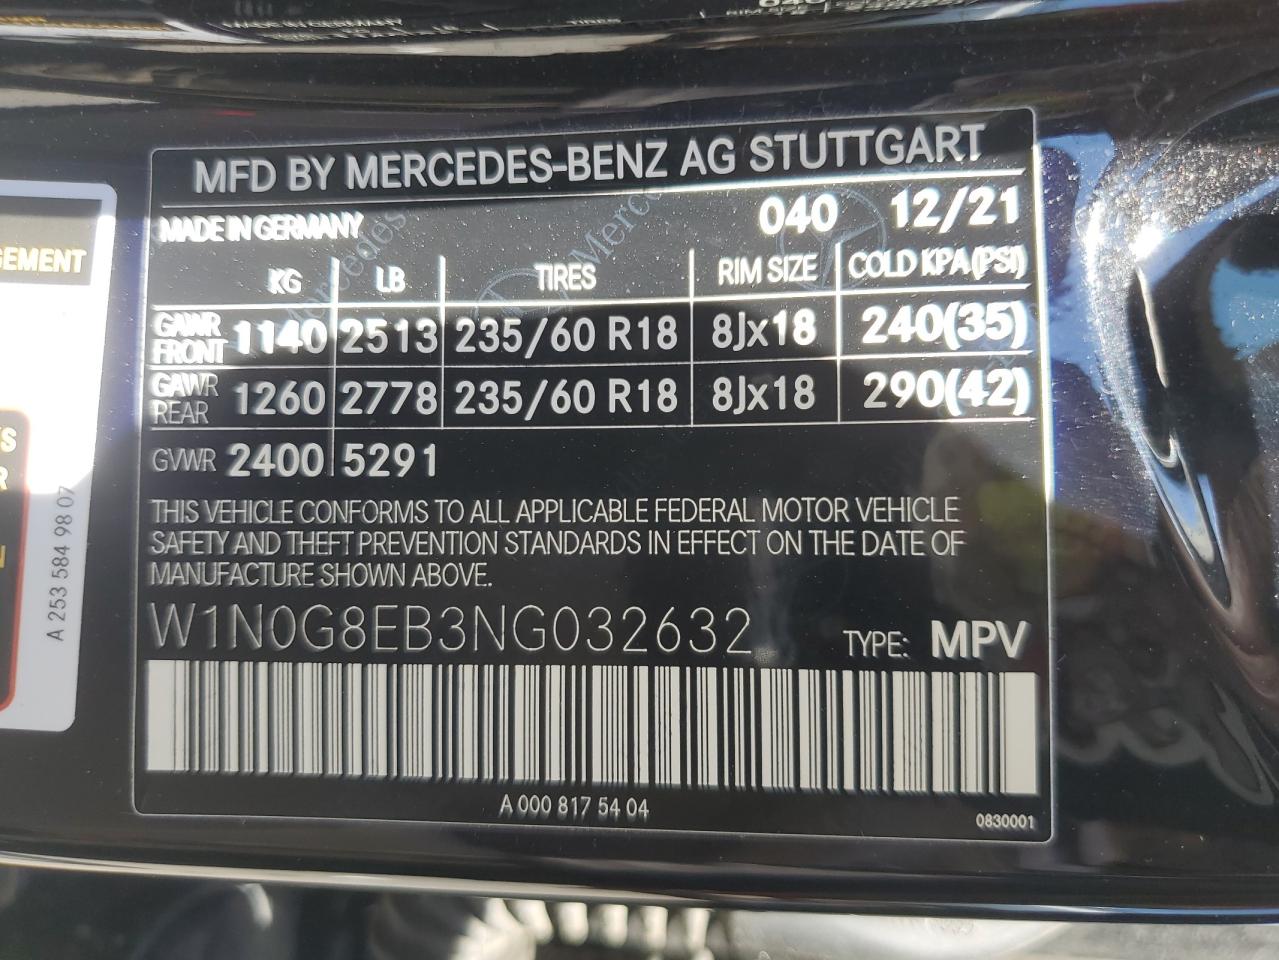 MFD BY MERCEDES-BENZ AG STUTTGART
MADE IN GERMANY 040 12/21
KG LB TIRES RIM SIZE COLD KPA(PSI)
GAWR FRONT 1140 2513 235/60 R18 8Jx18 240(35)
GAWR REAR 1260 2778 235/60 R18 8Jx18 290(42)
GVWR 2400 5291
THIS VEHICLE CONFORMS TO ALL APPLICABLE FEDERAL MOTOR VEHICLE
SAFETY AND THEFT PREVENTION STANDARDS IN EFFECT ON THE DATE OF
MANUFACTURE SHOWN ABOVE.
W1N0G8EB3NG032632 TYPE: MPV
A 000 817 54 04
0830001
GEMENT
A 253 584 98 07